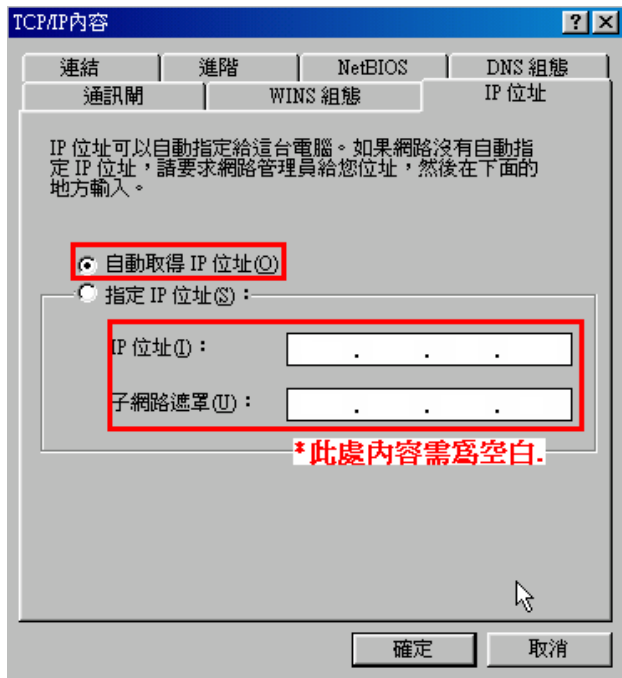 TCP/IP內容
連結
進階
NetBIOS
DNS 組態
通訊閘
WINS 組態
IP 位址
IP 位址可以自動指定給這台電腦。如果網路沒有自動指
定 IP 位址，請要求網路管理員給您位址，然後在下面的
地方輸入。
自動取得 IP 位址(O)
指定 IP 位址(S)：
IP 位址(I)：
. . .
子網路遮罩(U)：
. . .
*此處內容需爲空白.
確定
取消